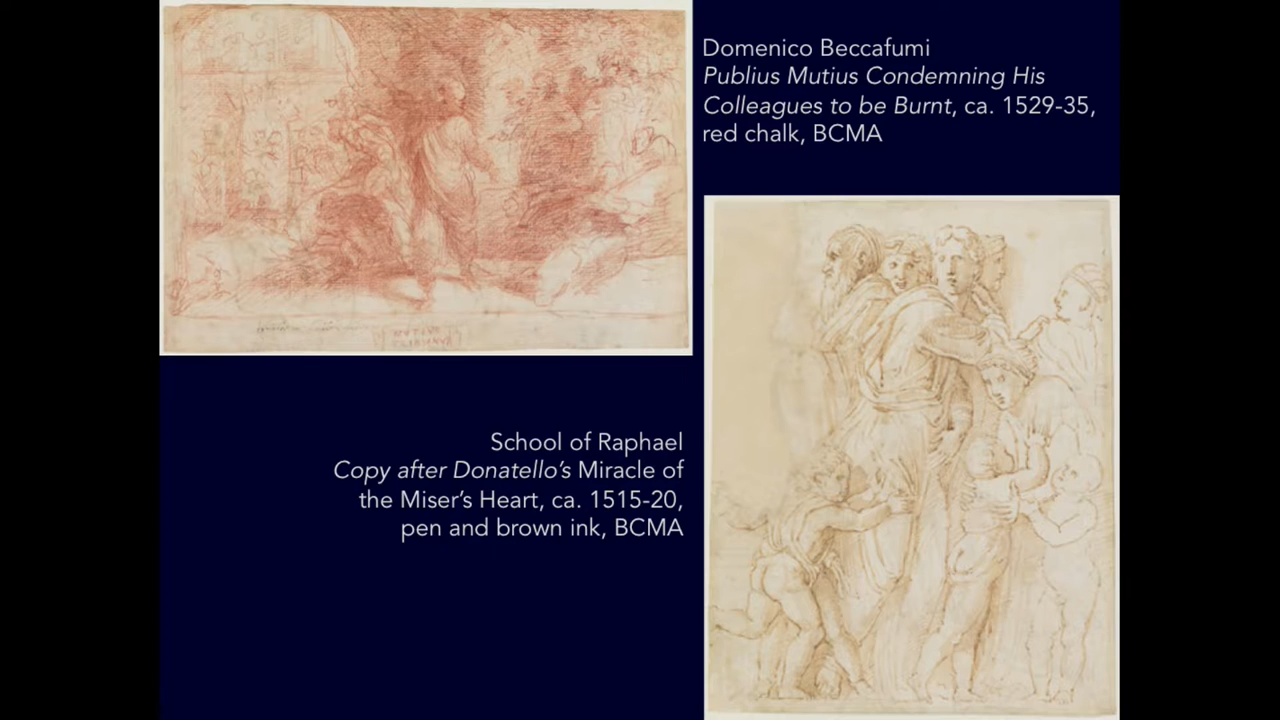 Domenico Beccafumi
Publius Mutius Condemning His
Colleagues to be Burnt, ca. 1529-35,
red chalk, BCMA
School of Raphael
Copy after Donatello's Miracle of
the Miser's Heart, ca. 1515-20,
pen and brown ink, BCMA